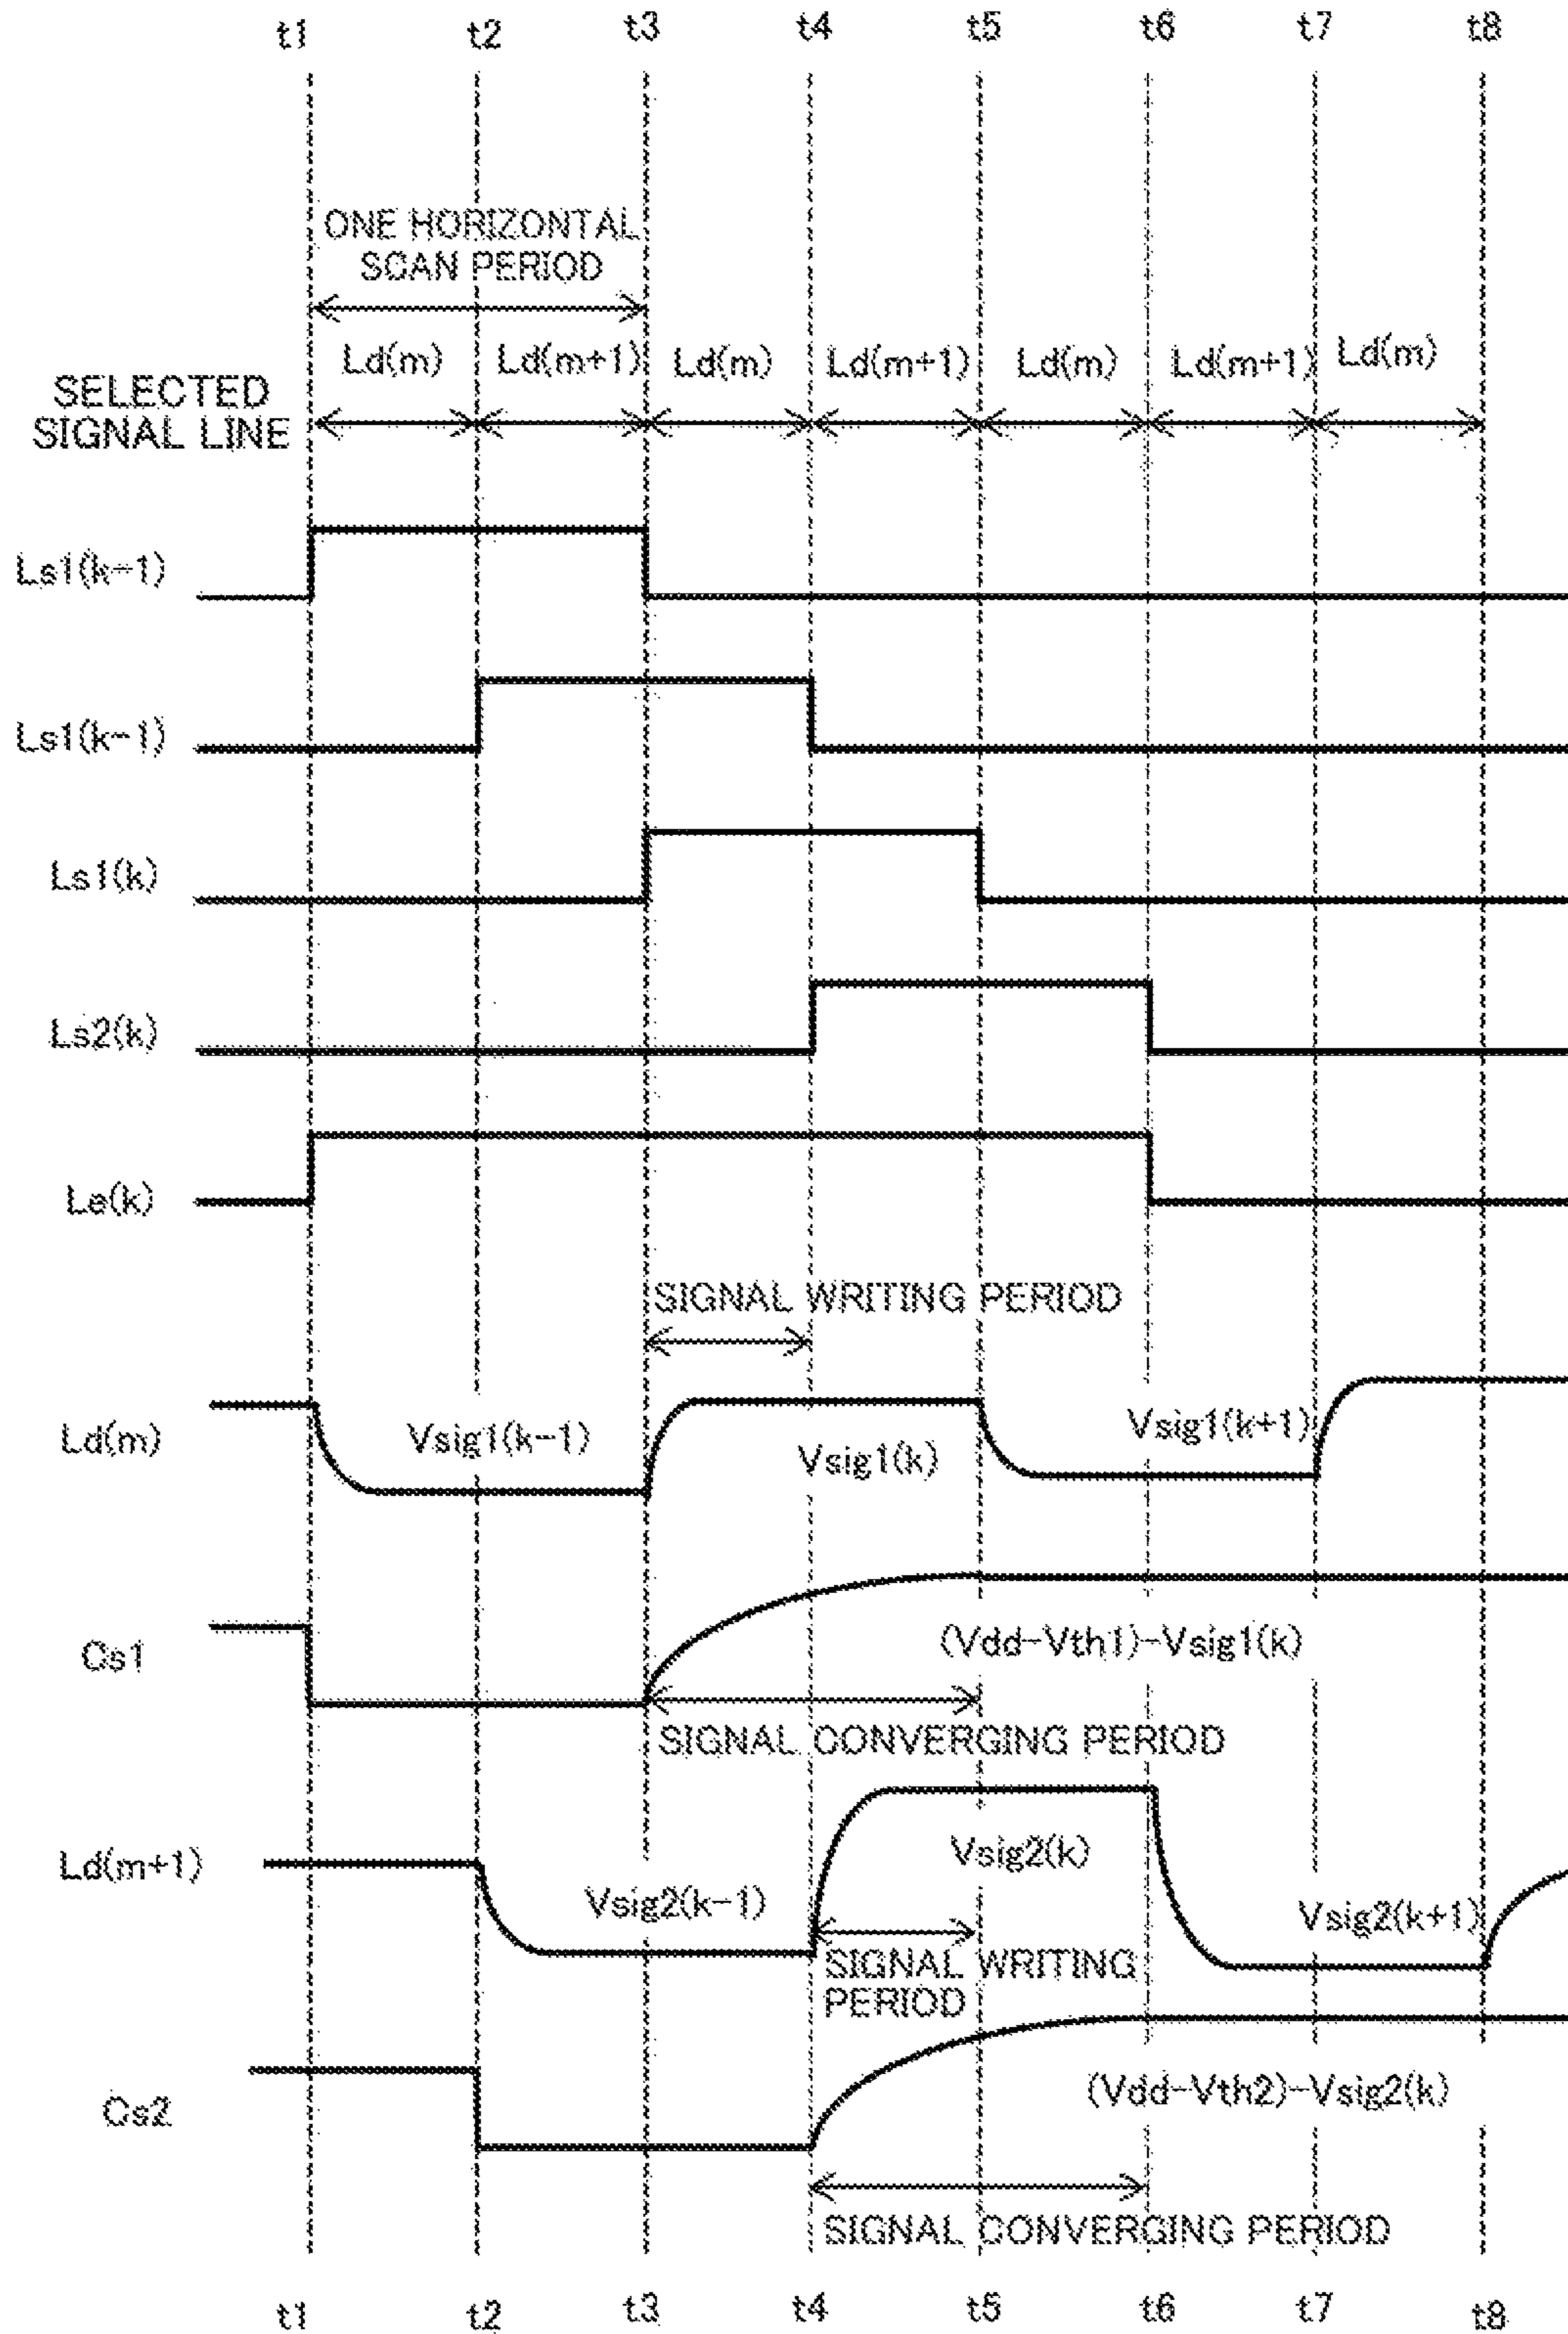 t1 t2 t3 t4 t5 t6 t7 t8
ONE HORIZONTAL
SCAN PERIOD
Ld(m) Ld(m+1) Ld(m) Ld(m+1) Ld(m) Ld(m+1) Ld(m)
SELECTED
SIGNAL LINE
Ls1(k-1)
Ls1(k-1)
Ls1(k)
Ls2(k)
Le(k)
SIGNAL WRITING PERIOD
Ld(m) Vsig1(k-1) Vsig1(k) Vsig1(k+1)
Cs1 (Vdd-Vth1)-Vsig1(k)
SIGNAL CONVERGING PERIOD
Ld(m+1) Vsig2(k-1) Vsig2(k) Vsig2(k+1)
SIGNAL WRITING
PERIOD
Cs2 (Vdd-Vth2)-Vsig2(k)
SIGNAL CONVERGING PERIOD
t1 t2 t3 t4 t5 t6 t7 t8